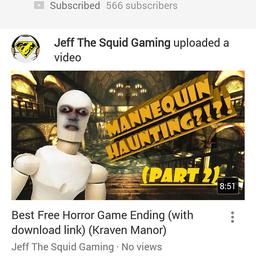 Subscribed 566 subscribers
Jeff The Squid Gaming uploaded a
video
MANNEQUIN
HAUNTING?!?!
(PART 2)
8:51
Best Free Horror Game Ending (with
download link) (Kraven Manor)
Jeff The Squid Gaming · No views